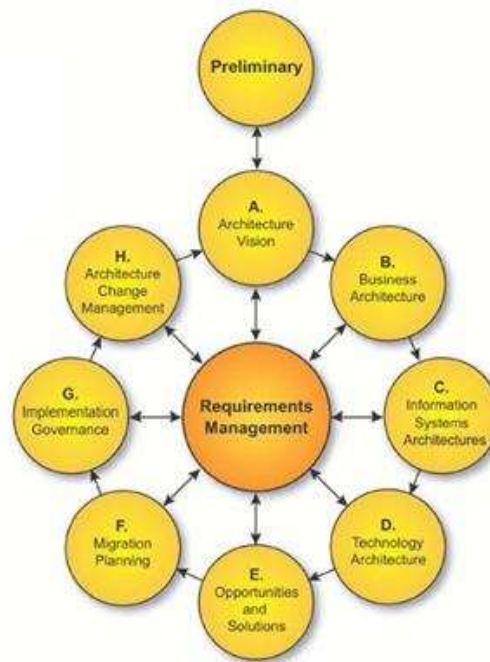 Preliminary
A.
Architecture
Vision
B.
Business
Architecture
C.
Information
Systems
Architectures
D.
Technology
Architecture
E.
Opportunities
and
Solutions
F.
Migration
Planning
G.
Implementation
Governance
H.
Architecture
Change
Management
Requirements
Management